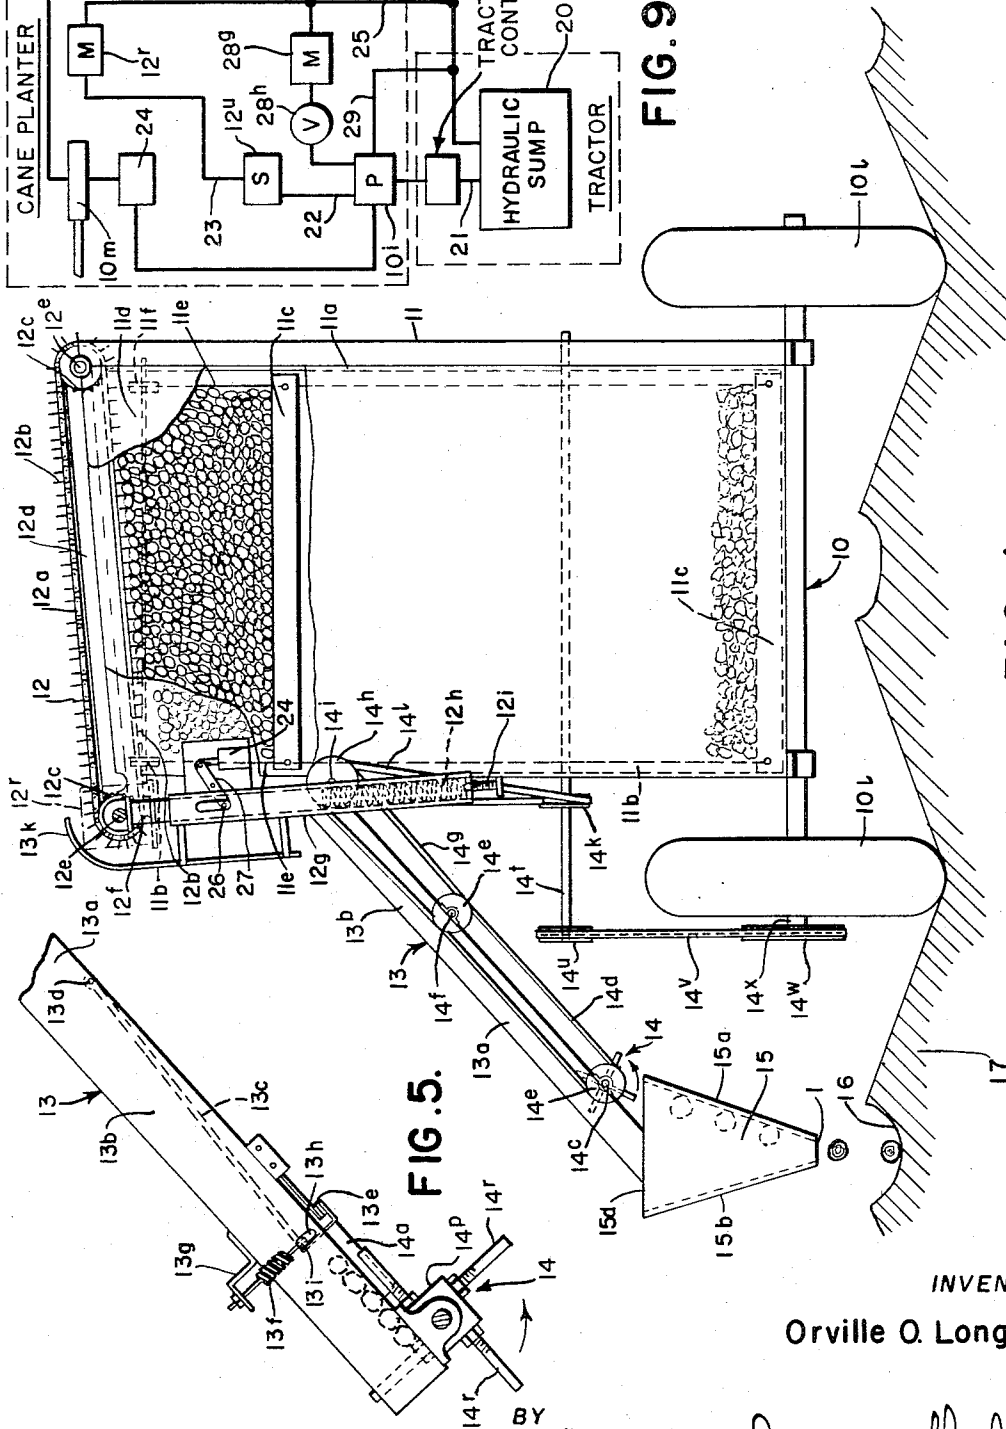 CANE PLANTER
M
12r
24
10m
23
28g
M
28h
V
12u
S
22
29
25
P
10i
TRACT
CONT
21
20
HYDRAULIC
SUMP
TRACTOR
FIG. 9
12c
12e
11d
11f
11e
11c
11a
11
12b
12d
12a
12
12r
12c
13k
12e
12f
11b
12b
26
27
11e
12g
24
14i
14h
14l
12h
12i
11b
14k
11c
10
10l
10l
13
13b
14g
14e
14f
13a
14d
14t
14u
14v
14x
14w
14e
14c
14
15a
15
15d
15b
1
16
17
13a
13d
13
13b
13c
13g
13h
13e
13f
13i
14a
14p
14r
14
14r
FIG. 5.
INVEN
Orville O. Long
BY